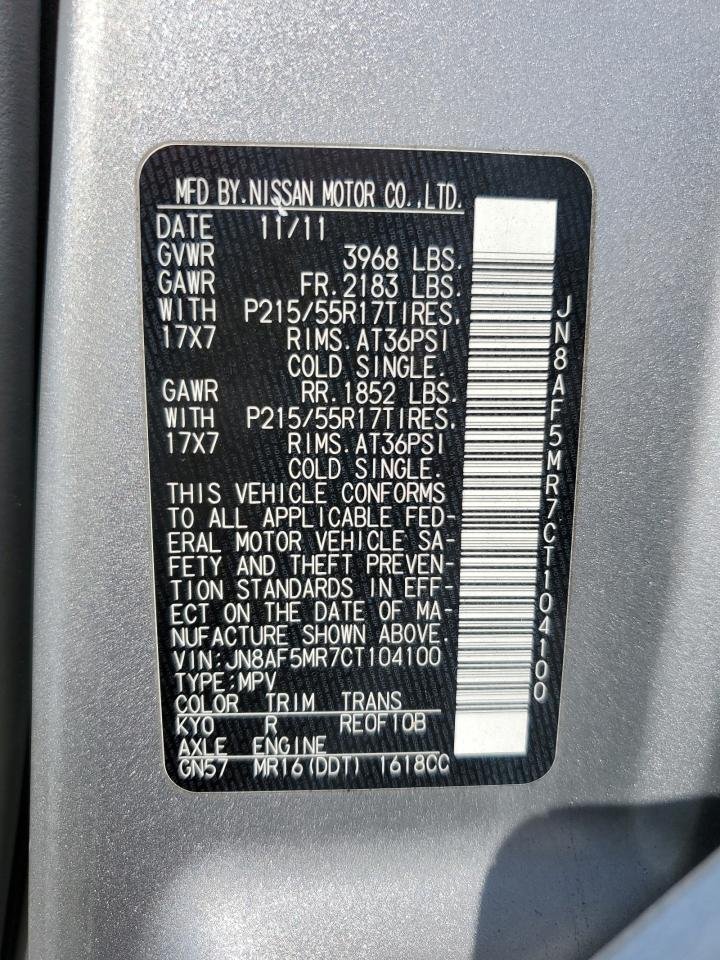 MFD BY.NISSAN MOTOR CO.,LTD.
DATE 11/11
GVWR 3968 LBS.
GAWR FR.2183 LBS.
WITH P215/55R17TIRES.
17X7 RIMS.AT36PSI
COLD SINGLE.
GAWR RR.1852 LBS.
WITH P215/55R17TIRES.
17X7 RIMS.AT36PSI
COLD SINGLE.
THIS VEHICLE CONFORMS
TO ALL APPLICABLE FED-
ERAL MOTOR VEHICLE SA-
FETY AND THEFT PREVEN-
TION STANDARDS IN EFF-
ECT ON THE DATE OF MA-
NUFACTURE SHOWN ABOVE.
VIN:JN8AF5MR7CT104100
TYPE:MPV
COLOR TRIM TRANS
KYO R RE0F10B
AXLE ENGINE
GN57 MR16(DDT) 1618CC
JN8AF5MR7CT104100